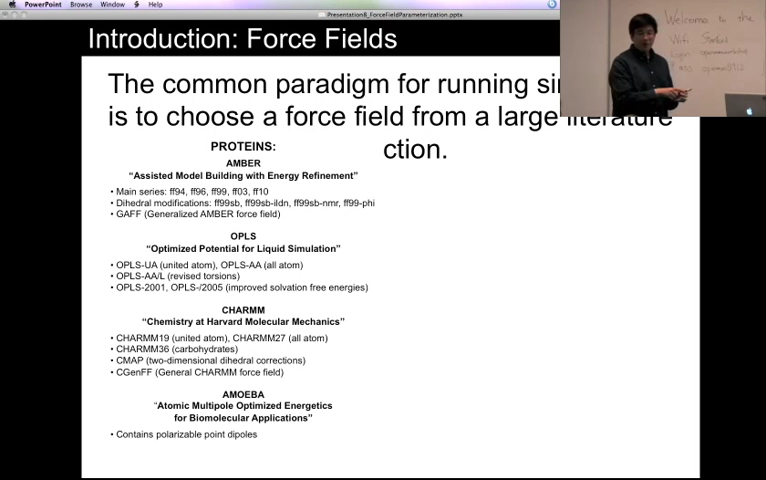 PowerPoint Browse Window Help
Presentation8_ForceFieldParameterization.pptx
Welcome to the
Wifi
Introduction: Force Fields
The common paradigm for running
is to choose a force field from a large literature
ction.
PROTEINS:
AMBER
“Assisted Model Building with Energy Refinement”
• Main series: ff94, ff96, ff99, ff03, ff10
• Dihedral modifications: ff99sb, ff99sb-ildn, ff99sb-nmr, ff99-phi
• GAFF (Generalized AMBER force field)
OPLS
“Optimized Potential for Liquid Simulation”
• OPLS-UA (united atom), OPLS-AA (all atom)
• OPLS-AA/L (revised torsions)
• OPLS-2001, OPLS-/2005 (improved solvation free energies)
CHARMM
“Chemistry at Harvard Molecular Mechanics”
• CHARMM19 (united atom), CHARMM27 (all atom)
• CHARMM36 (carbohydrates)
• CMAP (two-dimensional dihedral corrections)
• CGenFF (General CHARMM force field)
AMOEBA
“Atomic Multipole Optimized Energetics
for Biomolecular Applications”
• Contains polarizable point dipoles